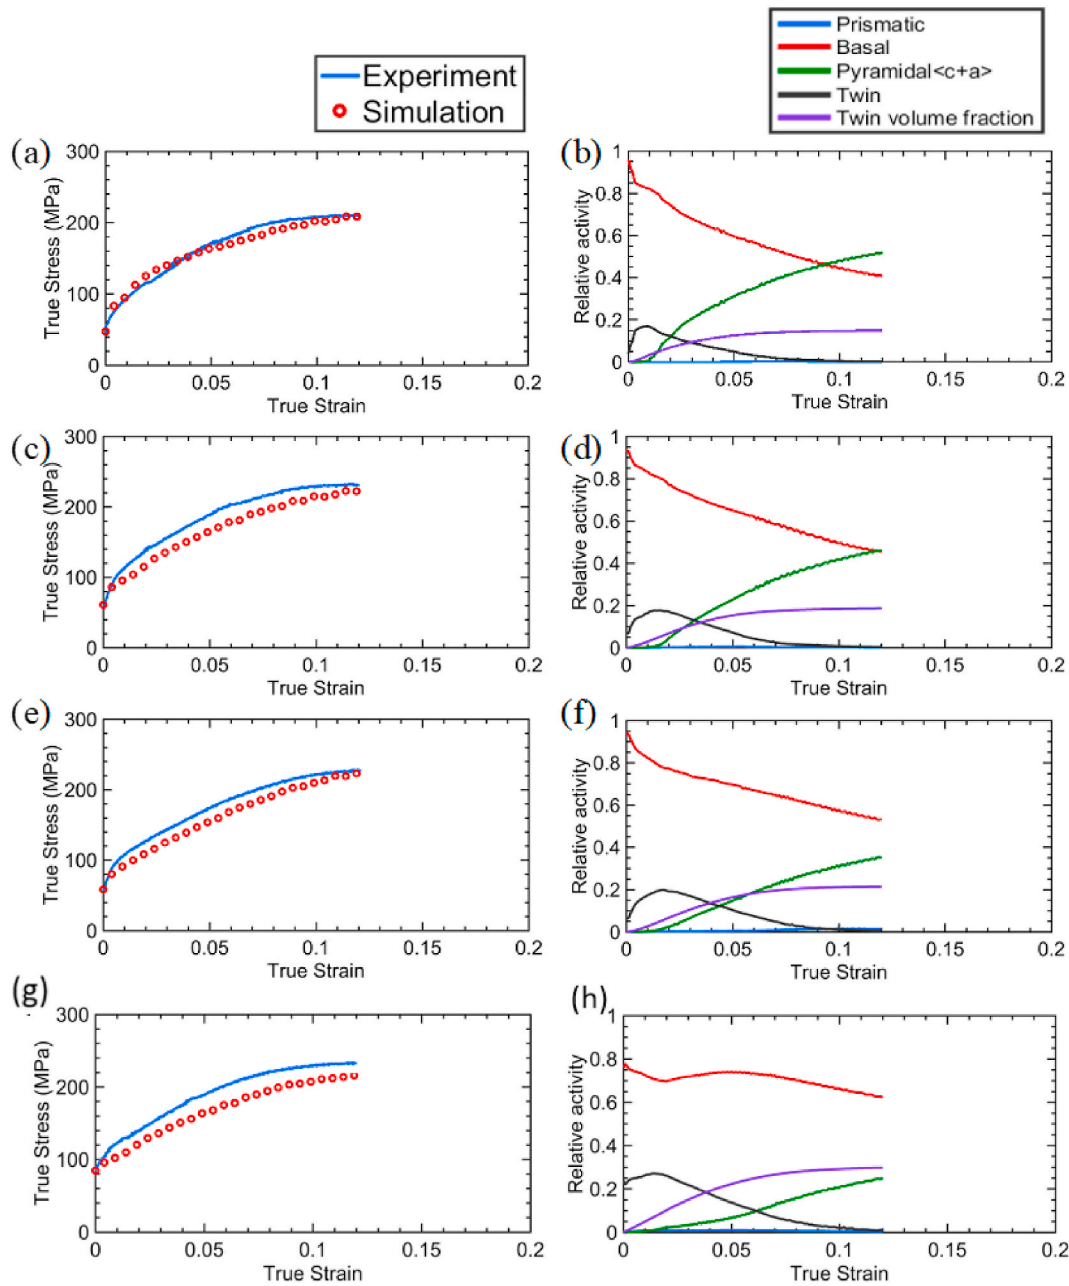 Experiment
Simulation
Prismatic
Basal
Pyramidal<c+a>
Twin
Twin volume fraction
(a)
True Stress (MPa)
300
200
100
0
0 0.05 0.1 0.15 0.2
True Strain
(b)
Relative activity
1
0.8
0.6
0.4
0.2
0
0 0.05 0.1 0.15 0.2
True Strain
(c)
True Stress (MPa)
300
200
100
0
0 0.05 0.1 0.15 0.2
True Strain
(d)
Relative activity
1
0.8
0.6
0.4
0.2
0
0 0.05 0.1 0.15 0.2
True Strain
(e)
True Stress (MPa)
300
200
100
0
0 0.05 0.1 0.15 0.2
True Strain
(f)
Relative activity
1
0.8
0.6
0.4
0.2
0
0 0.05 0.1 0.15 0.2
True Strain
(g)
True Stress (MPa)
300
200
100
0
0 0.05 0.1 0.15 0.2
True Strain
(h)
Relative activity
1
0.8
0.6
0.4
0.2
0
0 0.05 0.1 0.15 0.2
True Strain